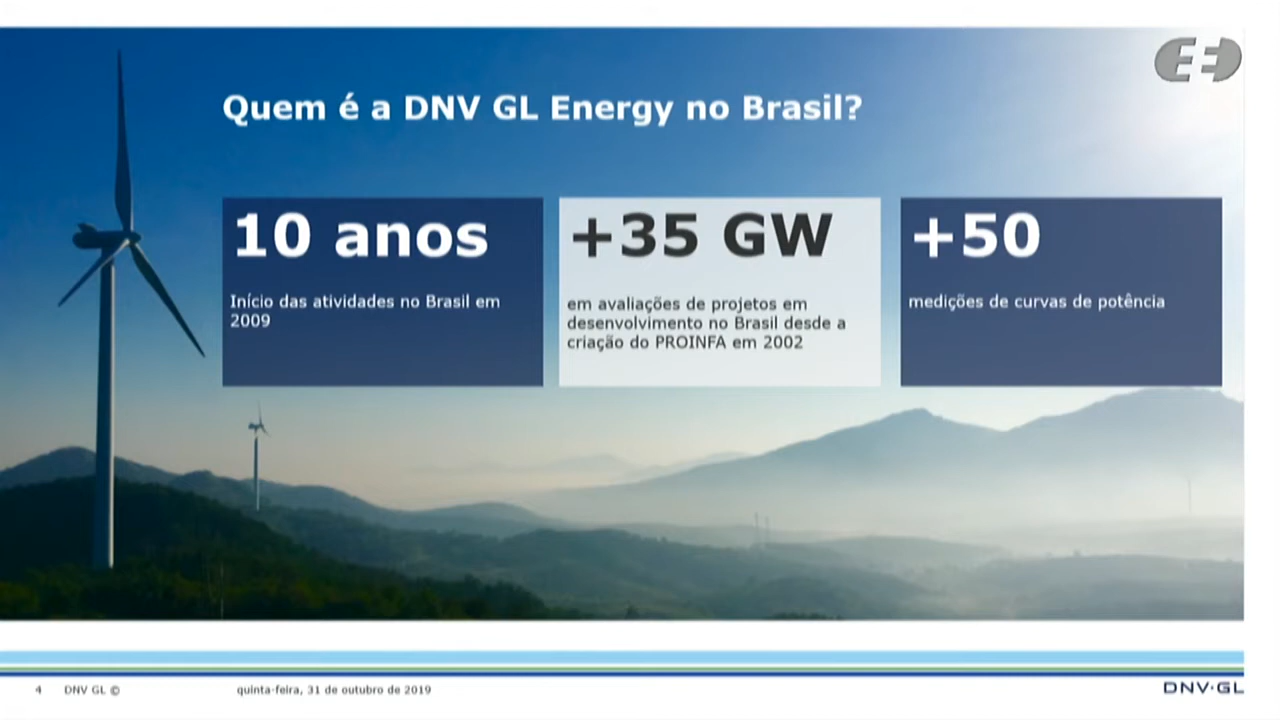 Quem é a DNV GL Energy no Brasil?
10 anos
Início das atividades no Brasil em
2009
+35 GW
em avaliações de projetos em
desenvolvimento no Brasil desde a
criação do PROINFA em 2002
+50
medições de curvas de potência
4 DNV GL © quinta-feira, 31 de outubro de 2019
DNV·GL